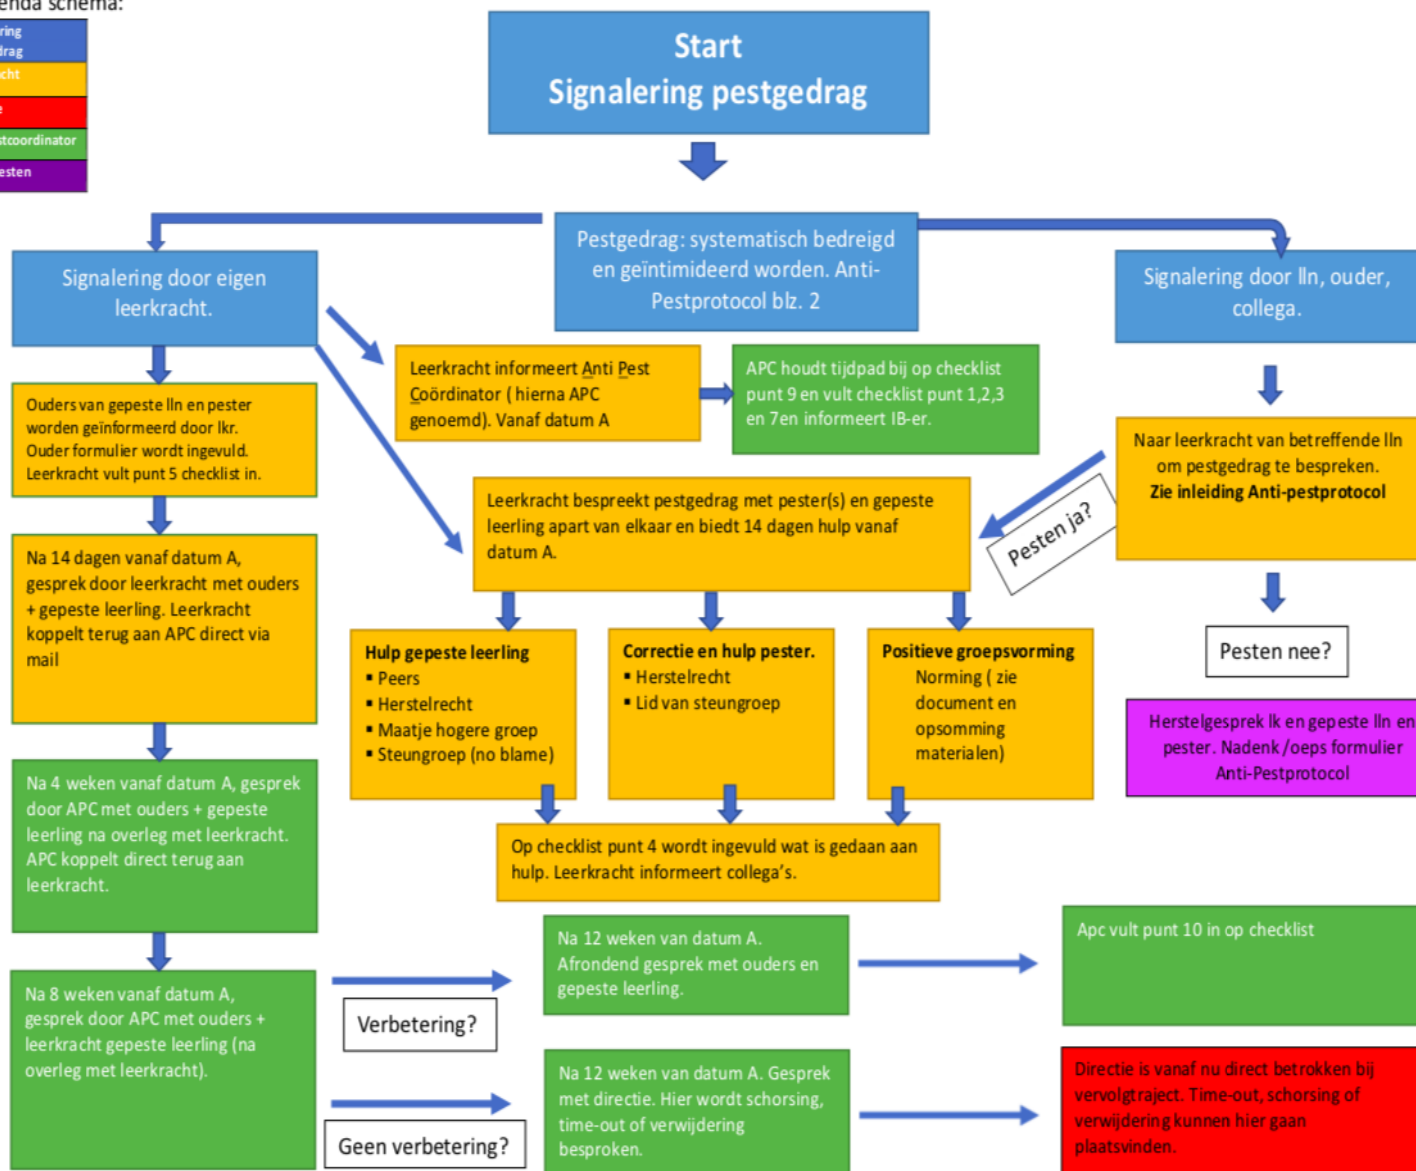 schema:
Start
Signalering pestgedrag
Pestgedrag: systematisch bedreigd
en geïntimideerd worden. Anti-
Pestprotocol blz. 2
Signalering door eigen
leerkracht.
Signalering door lln, ouder,
collega.
Leerkracht informeert Anti Pest
Coördinator ( hierna APC
genoemd). Vanaf datum A
APC houdt tijdpad bij op checklist
punt 9 en vult checklist punt 1,2,3
en 7en informeert IB-er.
Ouders van gepeste lln en pester
worden geïnformeerd door lkr.
Ouder formulier wordt ingevuld.
Leerkracht vult punt 5 checklist in.
Naar leerkracht van betreffende lln
om pestgedrag te bespreken.
Zie inleiding Anti-pestprotocol
Leerkracht bespreekt pestgedrag met pester(s) en gepeste
leerling apart van elkaar en biedt 14 dagen hulp vanaf
datum A.
Pesten ja?
Na 14 dagen vanaf datum A,
gesprek door leerkracht met ouders
+ gepeste leerling. Leerkracht
koppelt terug aan APC direct via
mail
Hulp gepeste leerling
▪ Peers
▪ Herstelrecht
▪ Maatje hogere groep
▪ Steungroep (no blame)
Correctie en hulp pester.
▪ Herstelrecht
▪ Lid van steungroep
Positieve groepsvorming
Norming ( zie
document en
opsomming
materialen)
Pesten nee?
Herstelgesprek lk en gepeste lln en
pester. Nadenk /oeps formulier
Anti-Pestprotocol
Na 4 weken vanaf datum A, gesprek
door APC met ouders + gepeste
leerling na overleg met leerkracht.
APC koppelt direct terug aan
leerkracht.
Op checklist punt 4 wordt ingevuld wat is gedaan aan
hulp. Leerkracht informeert collega's.
Na 8 weken vanaf datum A,
gesprek door APC met ouders +
leerkracht gepeste leerling (na
overleg met leerkracht).
Verbetering?
Na 12 weken van datum A.
Afrondend gesprek met ouders en
gepeste leerling.
Apc vult punt 10 in op checklist
Geen verbetering?
Na 12 weken van datum A. Gesprek
met directie. Hier wordt schorsing,
time-out of verwijdering
besproken.
Directie is vanaf nu direct betrokken bij
vervolgtraject. Time-out, schorsing of
verwijdering kunnen hier gaan
plaatsvinden.